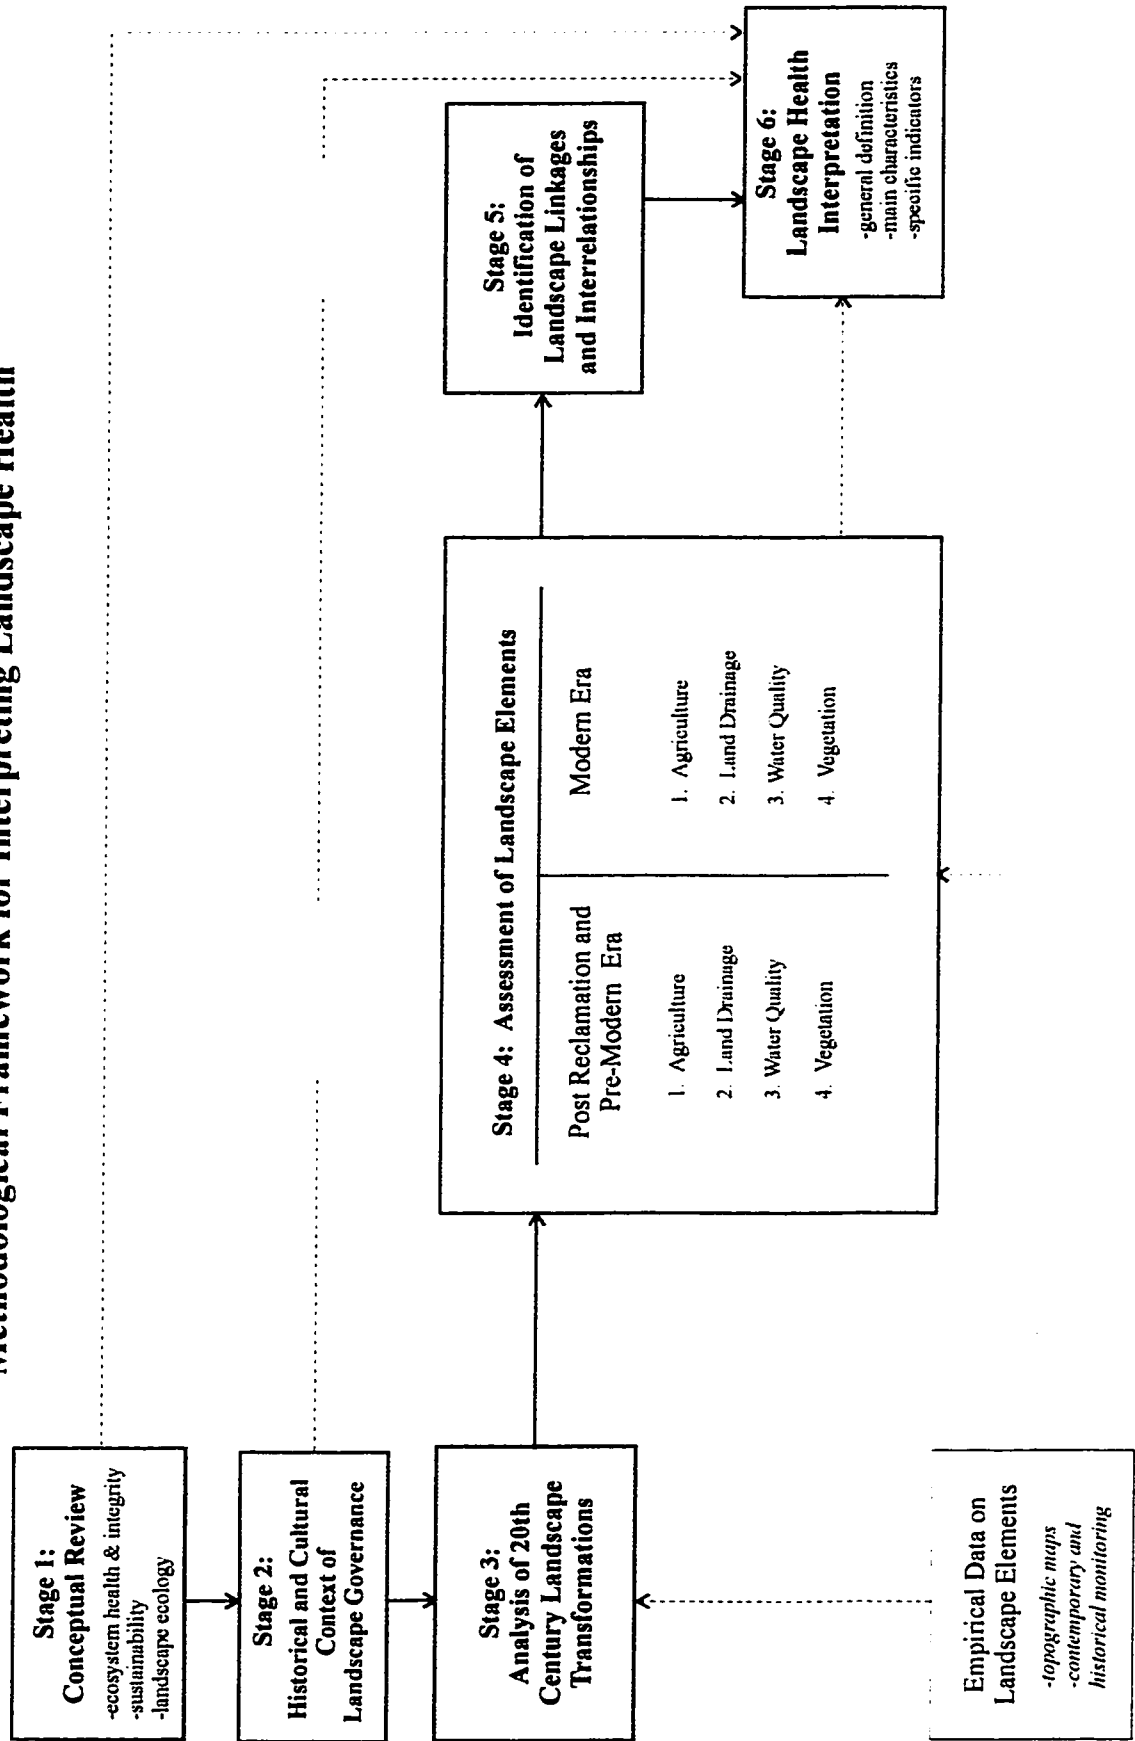 Methodological Framework for Interpreting Landscape Health
Stage 1:
Conceptual Review
-ecosystem health & integrity
-sustainability
-landscape ecology
Stage 2:
Historical and Cultural
Context of
Landscape Governance
Stage 3:
Analysis of 20th
Century Landscape
Transformations
Empirical Data on
Landscape Elements
-topographic maps
-contemporary and
historical monitoring
Stage 4: Assessment of Landscape Elements
Post Reclamation and
Pre-Modern Era
1. Agriculture
2. Land Drainage
3. Water Quality
4. Vegetation
Modern Era
1. Agriculture
2. Land Drainage
3. Water Quality
4. Vegetation
Stage 5:
Identification of
Landscape Linkages
and Interrelationships
Stage 6:
Landscape Health
Interpretation
-general definition
-main characteristics
-specific indicators